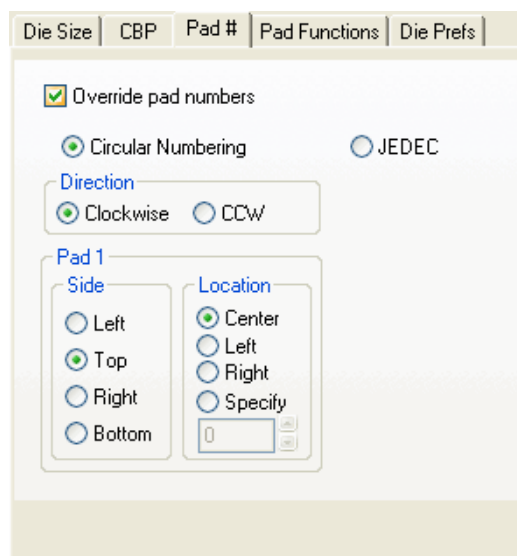 Die Size CBP Pad # Pad Functions Die Prefs
Override pad numbers
Circular Numbering JEDEC
Direction
Clockwise CCW
Pad 1
Side Location
Left Center
Top Left
Right Right
Bottom Specify
0